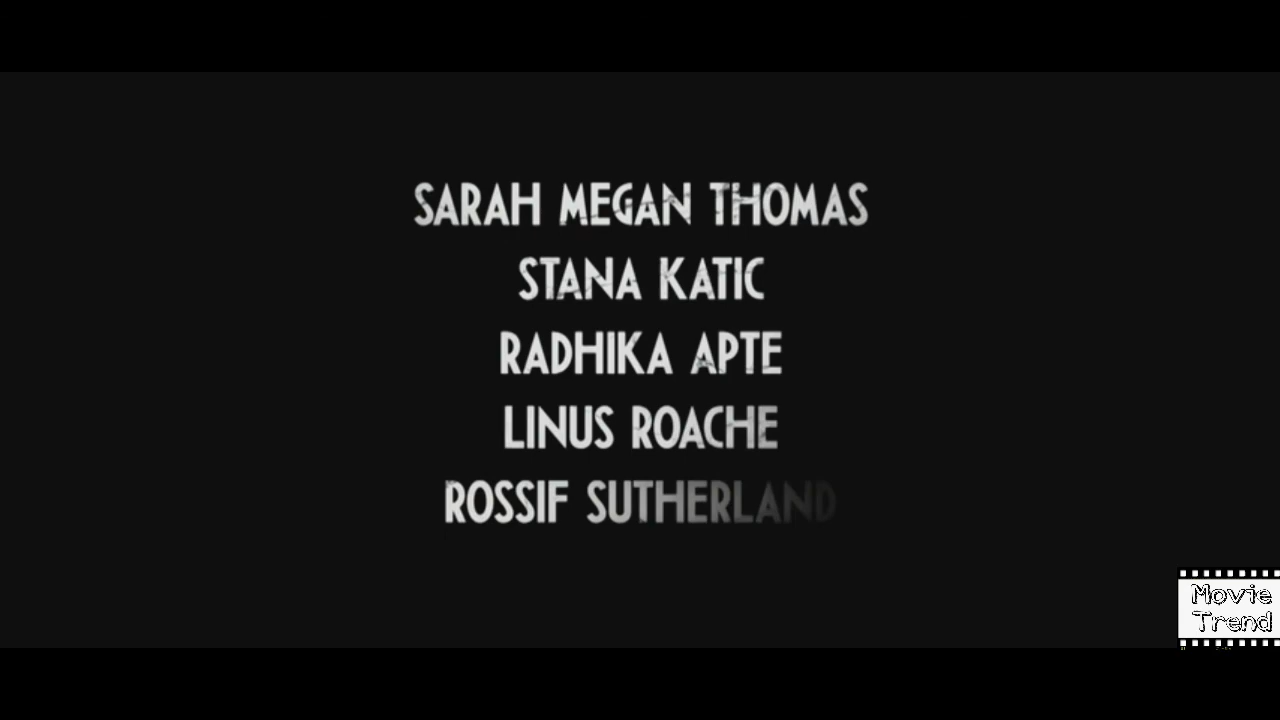 SARAH MEGAN THOMAS
STANA KATIC
RADHIKA APTE
LINUS ROACHE
ROSSIF SUTHERLAND
Movie
Trend